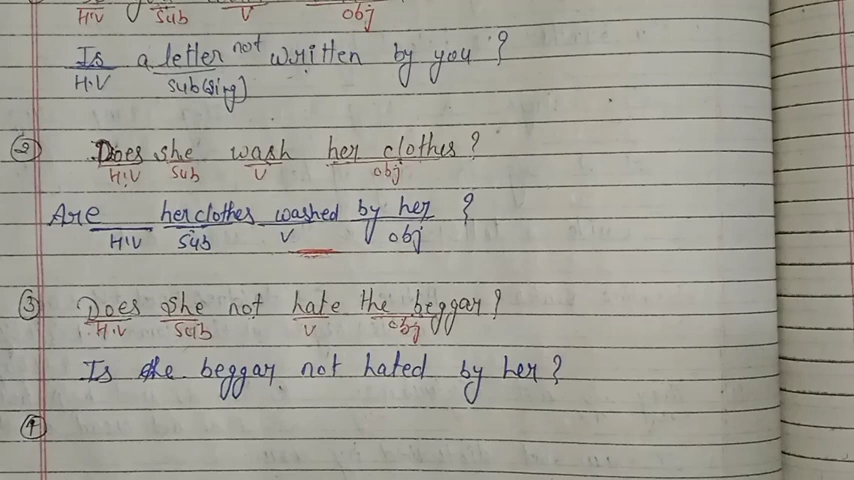 H.V Sub V obj
Is a letter not written by you ?
H.V Sub(sing)
② Does she wash her clothes ?
H.V Sub V obj
Are her clothes washed by her ?
H.V Sub V obj
③ Does she not hate the beggar ?
H.V Sub V obj
Is the beggar not hated by her ?
④